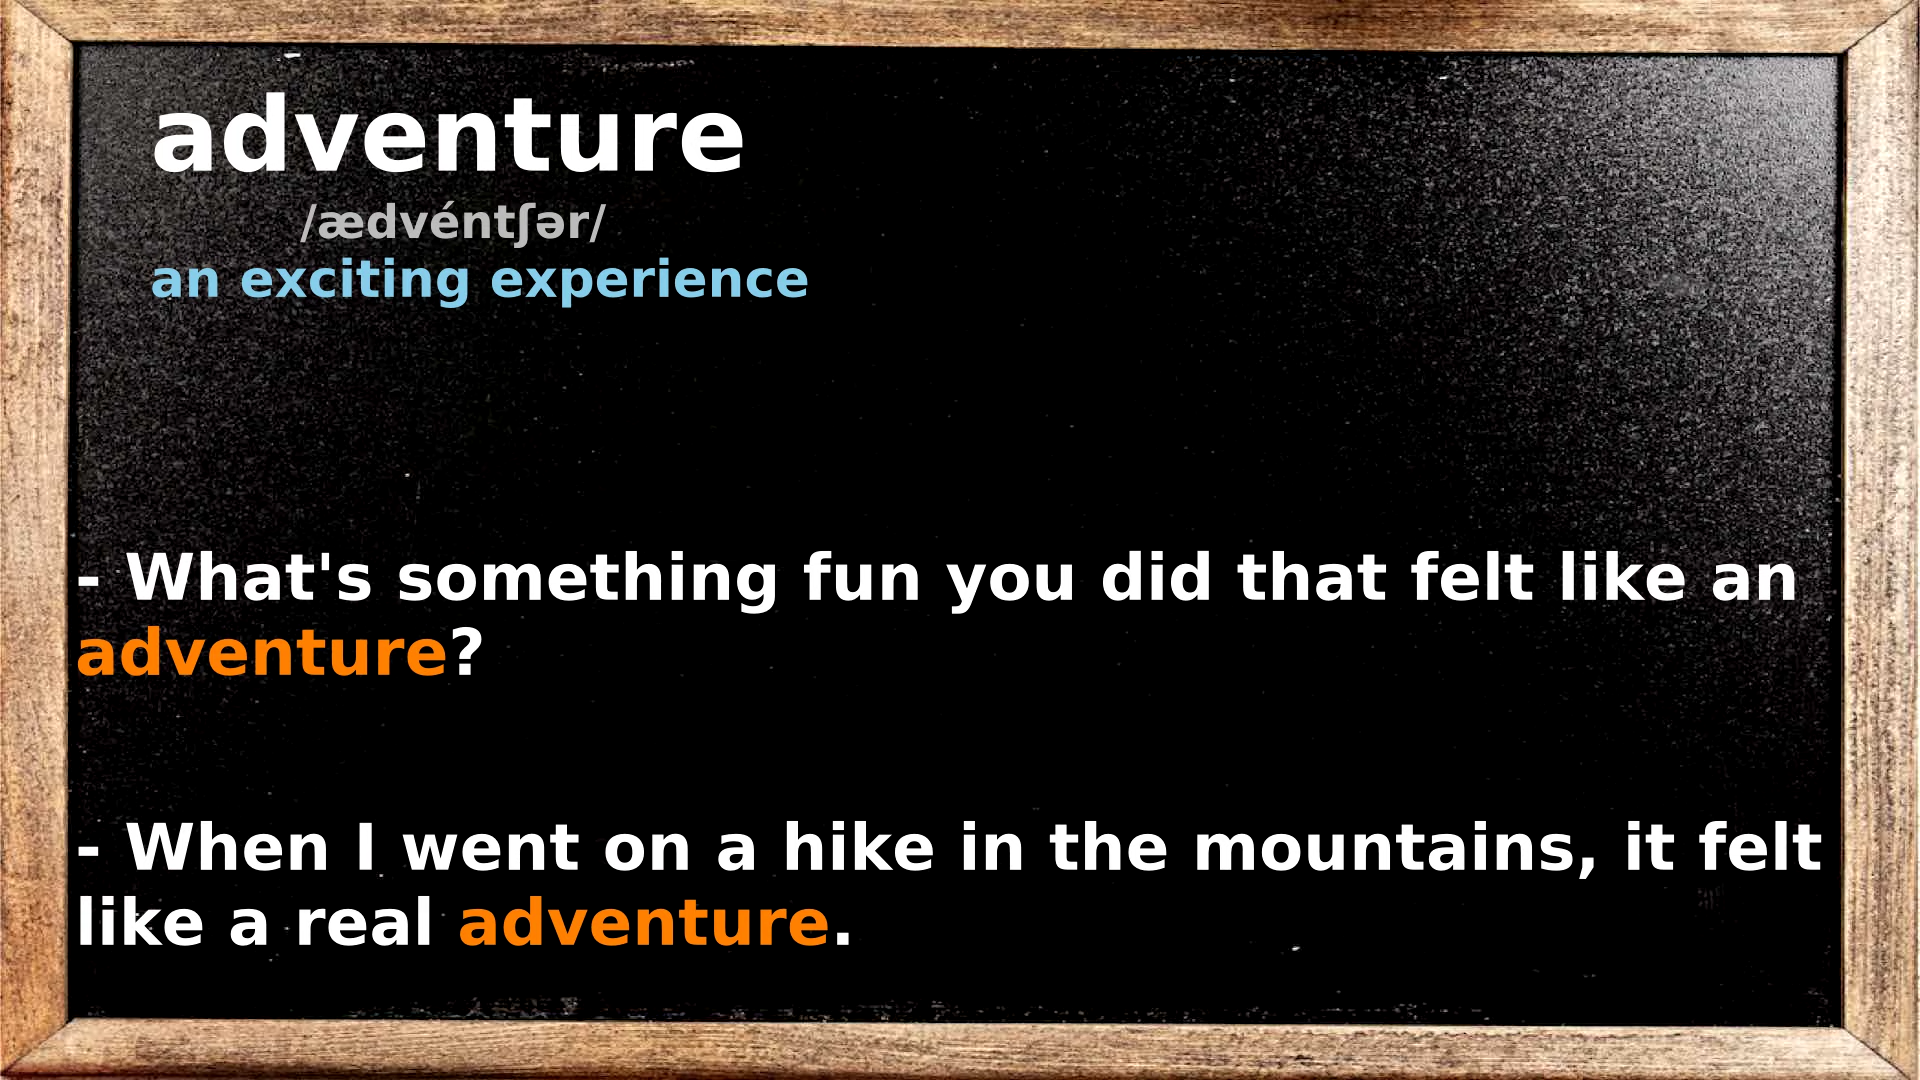 adventure
/ædvéntʃər/
an exciting experience
- What's something fun you did that felt like an
adventure?
- When I went on a hike in the mountains, it felt
like a real adventure.